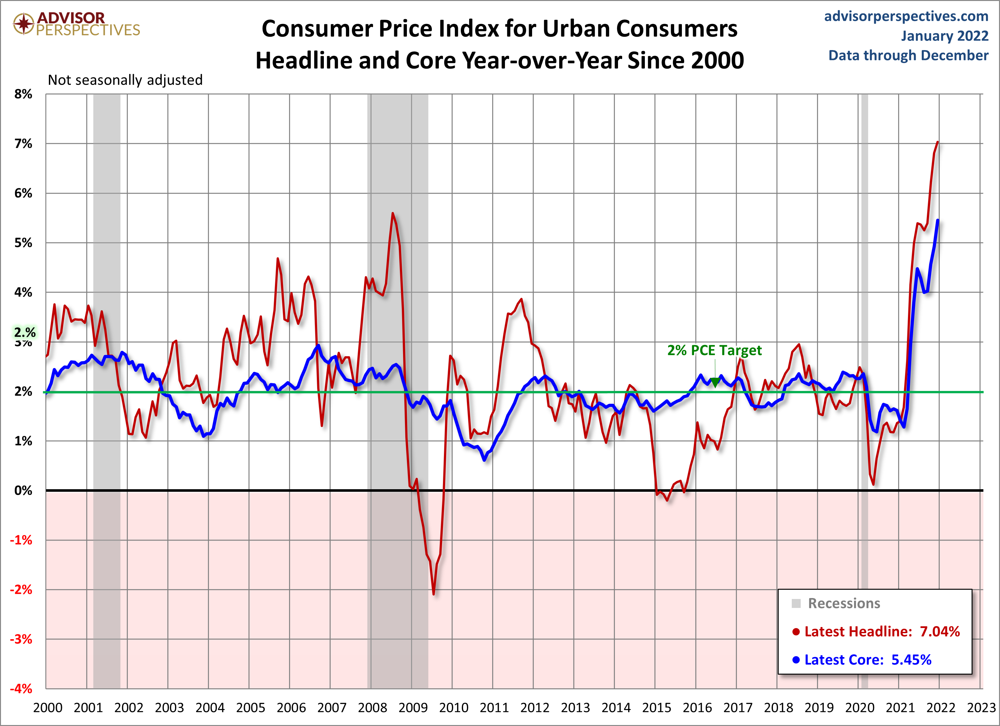 ADVISOR
PERSPECTIVES
Consumer Price Index for Urban Consumers
Headline and Core Year-over-Year Since 2000
advisorperspectives.com
January 2022
Data through December
Not seasonally adjusted
8%
7%
6%
5%
4%
2.%
3%
2%
1%
0%
-1%
-2%
-3%
-4%
2% PCE Target
Recessions
Latest Headline: 7.04%
Latest Core: 5.45%
2000 2001 2002 2003 2004 2005 2006 2007 2008 2009 2010 2011 2012 2013 2014 2015 2016 2017 2018 2019 2020 2021 2022 2023